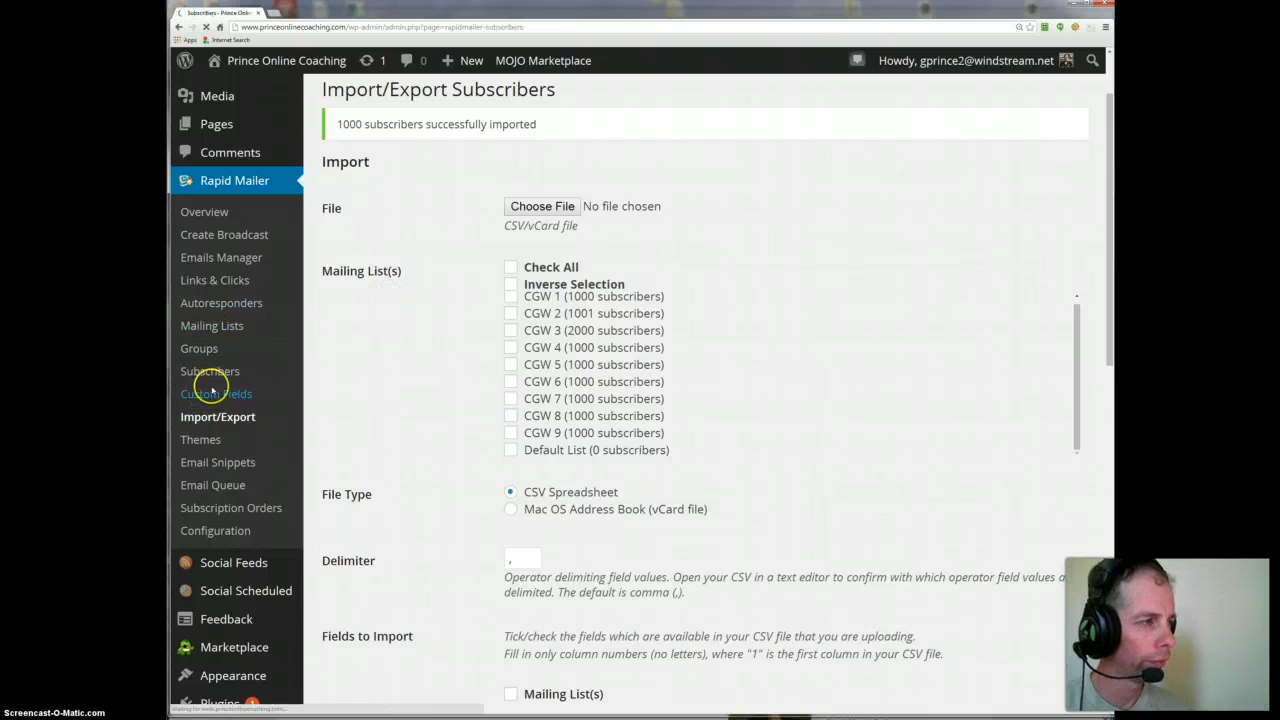 Subscribers - Prince Onlin
www.princeonlinecoaching.com/wp-admin/admin.php?page=rapidmailer-subscribers
Apps Internet Search
Prince Online Coaching 1 0 New MOJO Marketplace Howdy, gprince2@windstream.net
Media
Pages
Comments
Rapid Mailer
Overview
Create Broadcast
Emails Manager
Links & Clicks
Autoresponders
Mailing Lists
Groups
Subscribers
Custom Fields
Import/Export
Themes
Email Snippets
Email Queue
Subscription Orders
Configuration
Social Feeds
Social Scheduled
Feedback
Marketplace
Appearance
Plugins
Import/Export Subscribers
1000 subscribers successfully imported
Import
File
Choose File No file chosen
CSV/vCard file
Mailing List(s)
Check All
Inverse Selection
CGW 1 (1000 subscribers)
CGW 2 (1001 subscribers)
CGW 3 (2000 subscribers)
CGW 4 (1000 subscribers)
CGW 5 (1000 subscribers)
CGW 6 (1000 subscribers)
CGW 7 (1000 subscribers)
CGW 8 (1000 subscribers)
CGW 9 (1000 subscribers)
Default List (0 subscribers)
File Type
CSV Spreadsheet
Mac OS Address Book (vCard file)
Delimiter
,
Operator delimiting field values. Open your CSV in a text editor to confirm with which operator field values a
delimited. The default is comma (,).
Fields to Import
Tick/check the fields which are available in your CSV file that you are uploading.
Fill in only column numbers (no letters), where "1" is the first column in your CSV file.
Mailing List(s)
Screencast-O-Matic.com